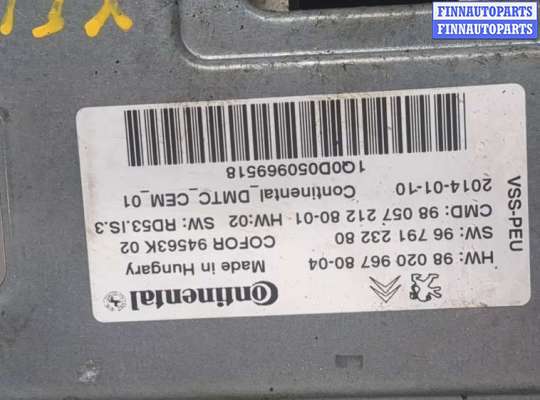 FINNAUTOPARTS
FINNAUTOPARTS
Continental
Made in Hungary
COFOR 94563K 02
HW:02 SW: RD53.IS.3
Continental_DMTC_CEM_01
1Q0D050969518
HW: 98 020 967 80-04
SW: 96 791 232 80
CMD: 98 057 212 80-01
2014-01-10
VSS-PEU